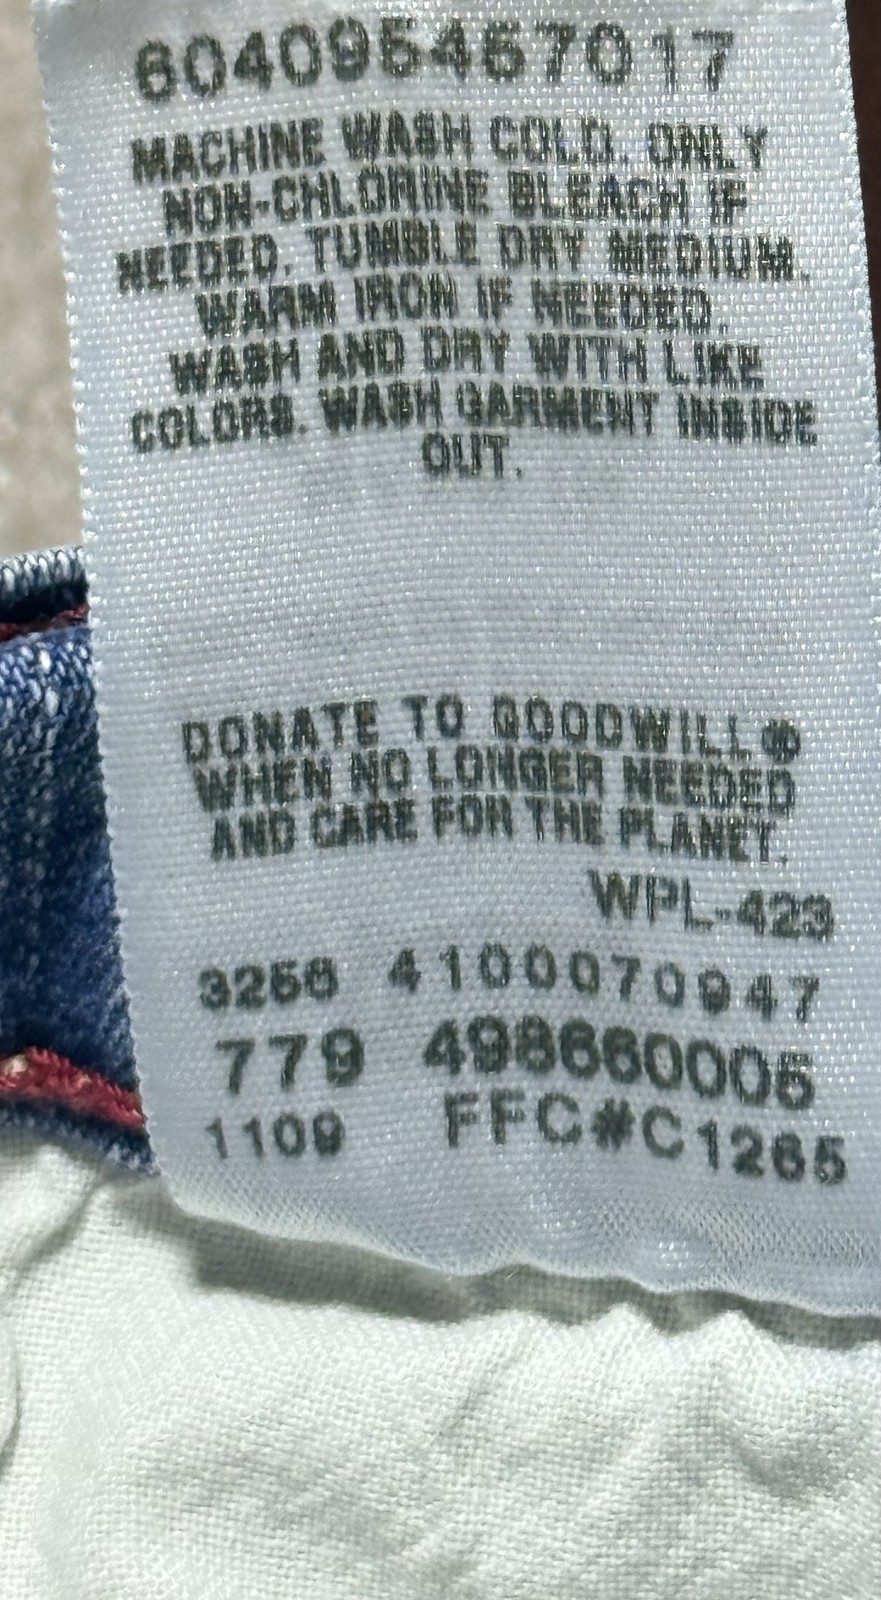 604095457017
MACHINE WASH COLD. ONLY
NON-CHLORINE BLEACH IF
NEEDED. TUMBLE DRY MEDIUM.
WARM IRON IF NEEDED.
WASH AND DRY WITH LIKE
COLORS. WASH GARMENT INSIDE
OUT.
DONATE TO GOODWILL®
WHEN NO LONGER NEEDED
AND CARE FOR THE PLANET.
WPL-423
3256 4100070947
779 498660005
1109 FFC#C1265